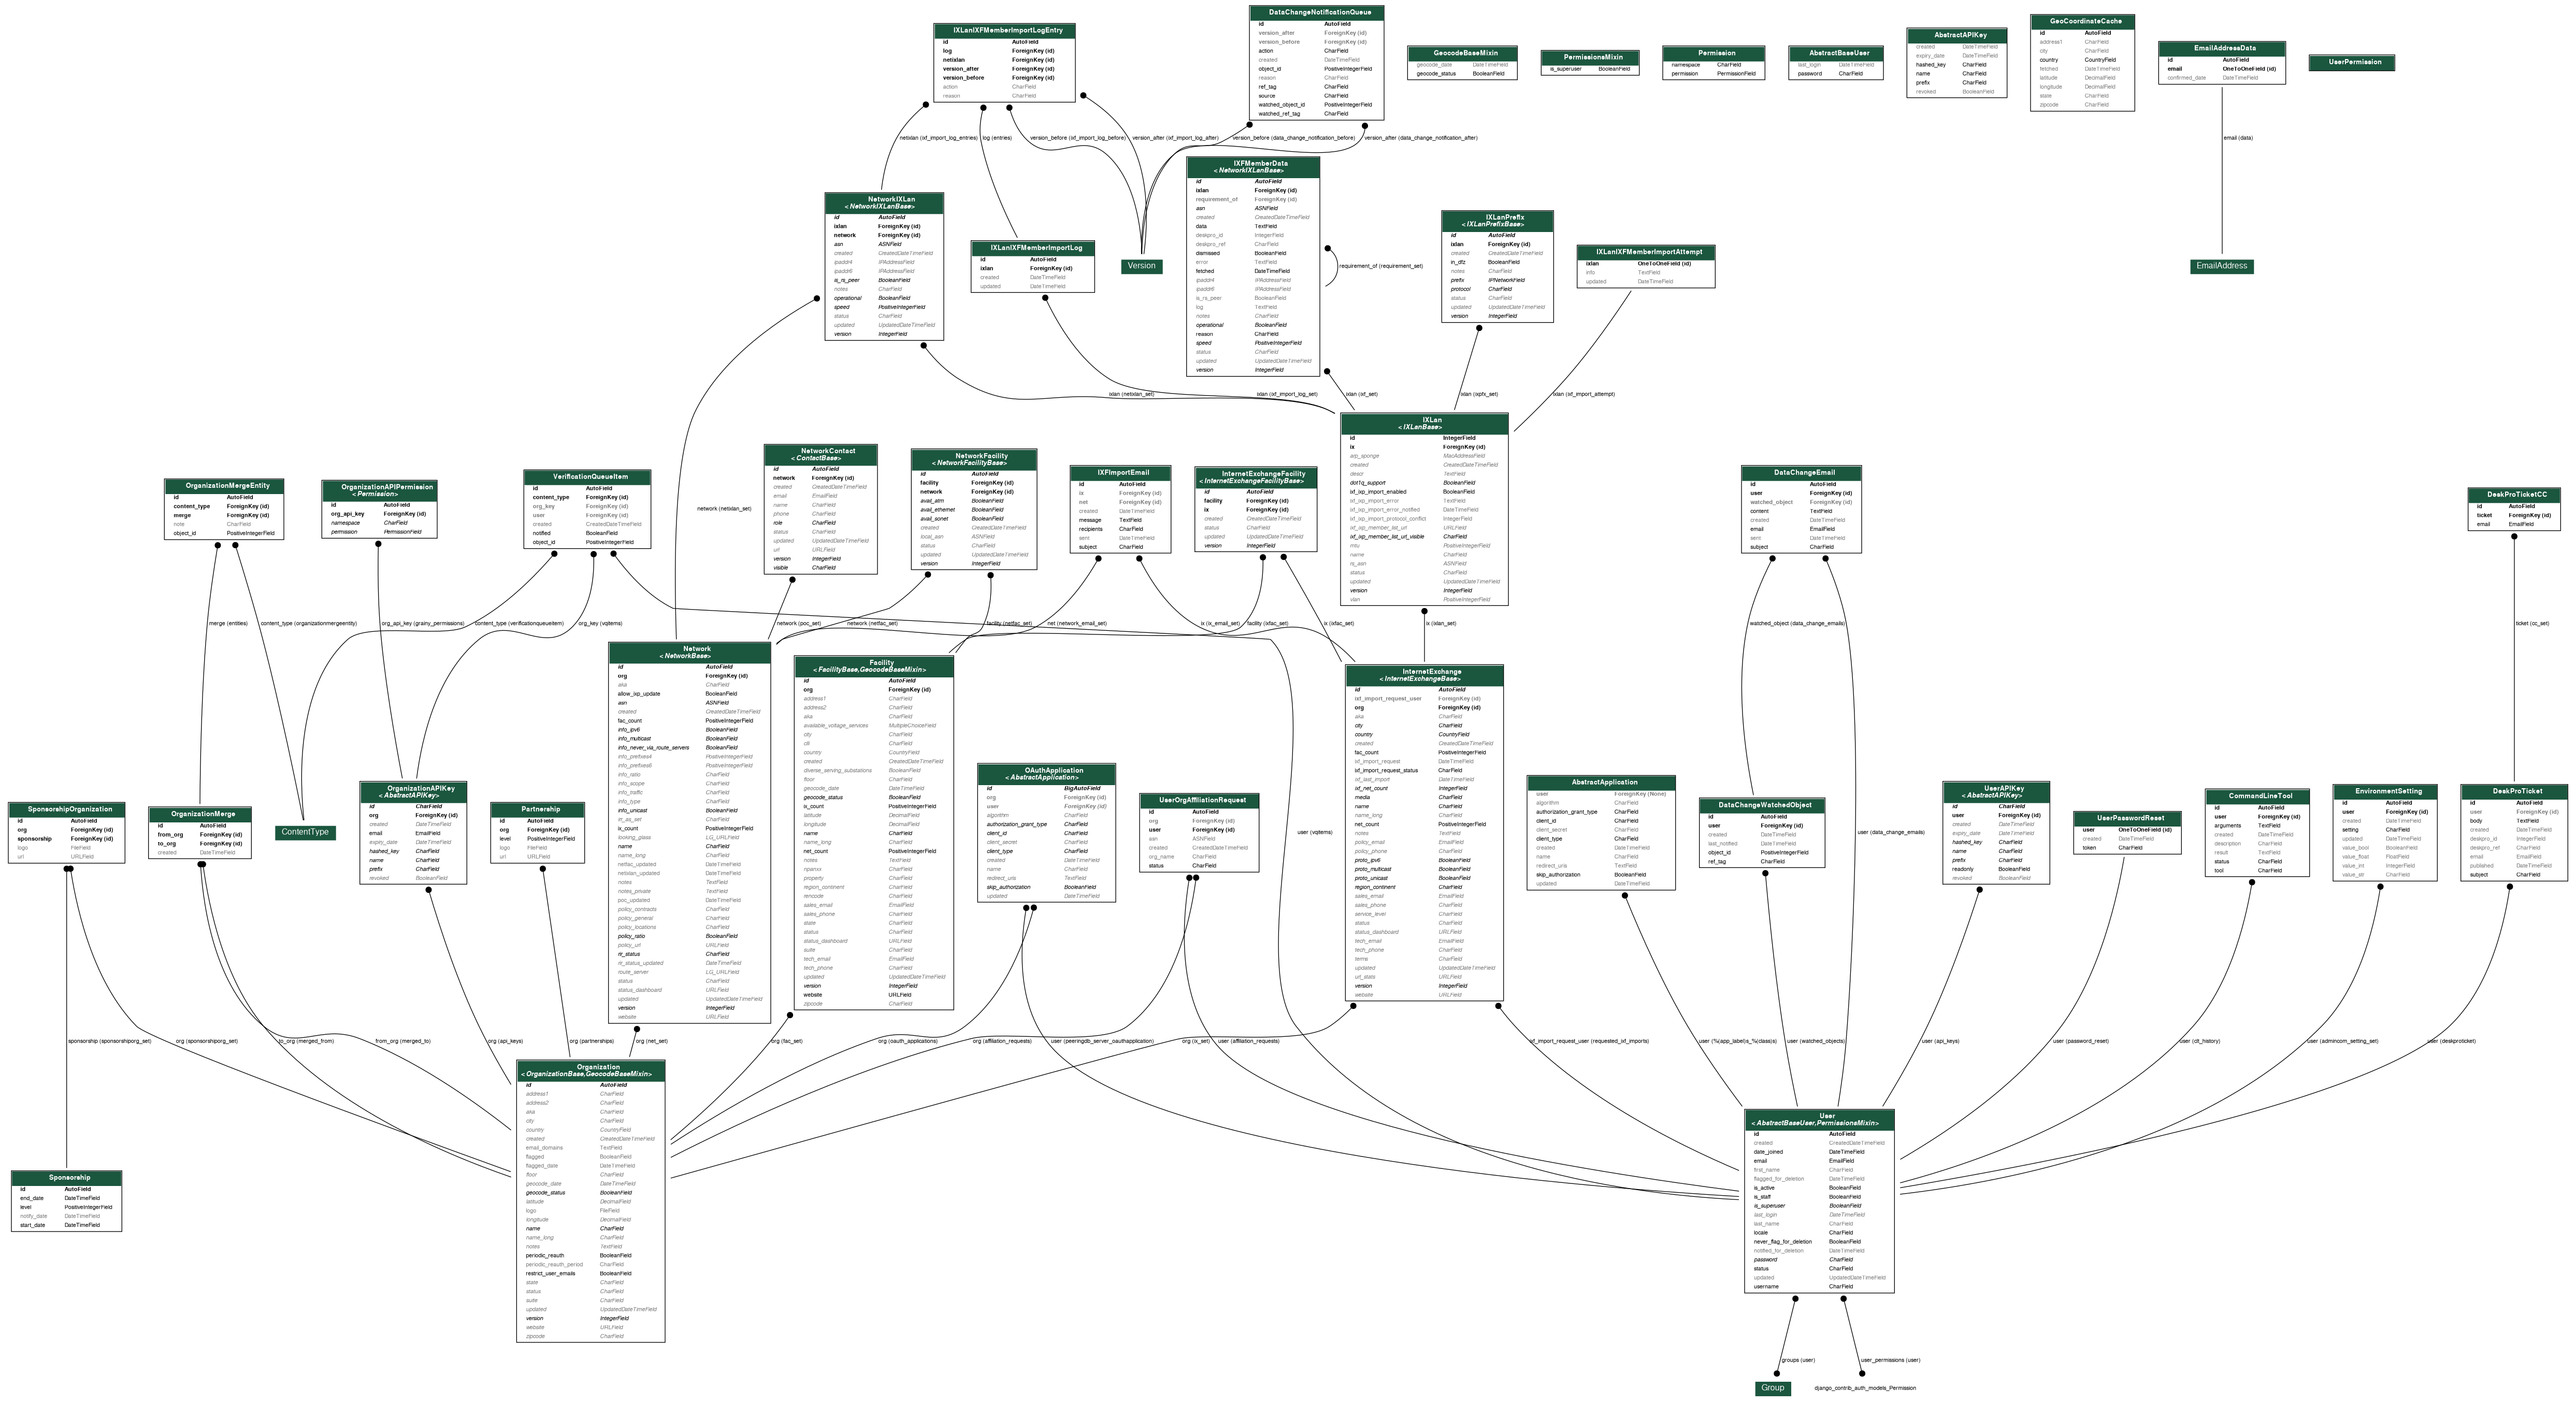 IXLanIXFMemberImportLogEntry
id AutoField
log ForeignKey (id)
netixlan ForeignKey (id)
version_after ForeignKey (id)
version_before ForeignKey (id)
action CharField
reason CharField
DataChangeNotificationQueue
id AutoField
version_after ForeignKey (id)
version_before ForeignKey (id)
action CharField
created DateTimeField
object_id PositiveIntegerField
reason CharField
ref_tag CharField
source CharField
watched_object_id PositiveIntegerField
watched_ref_tag CharField
GeocodeBaseMixin
geocode_date DateTimeField
geocode_status BooleanField
PermissionsMixin
is_superuser BooleanField
Permission
namespace CharField
permission PermissionField
AbstractBaseUser
last_login DateTimeField
password CharField
AbstractAPIKey
created DateTimeField
expiry_date DateTimeField
hashed_key CharField
name CharField
prefix CharField
revoked BooleanField
GeoCoordinateCache
id AutoField
address1 CharField
city CharField
country CountryField
fetched DateTimeField
latitude DecimalField
longitude DecimalField
state CharField
zipcode CharField
EmailAddressData
id AutoField
email OneToOneField (id)
confirmed_date DateTimeField
UserPermission
netixlan (ixf_import_log_entries)
log (entries)
version_before (ixf_import_log_before)
version_after (ixf_import_log_after)
version_before (data_change_notification_before)
version_after (data_change_notification_after)
email (data)
NetworkIXLan
<NetworkIXLanBase>
id AutoField
ixlan ForeignKey (id)
network ForeignKey (id)
asn ASNField
created CreatedDateTimeField
ipaddr4 IPAddressField
ipaddr6 IPAddressField
is_rs_peer BooleanField
notes CharField
operational BooleanField
speed PositiveIntegerField
status CharField
updated UpdatedDateTimeField
version IntegerField
IXLanIXFMemberImportLog
id AutoField
ixlan ForeignKey (id)
created DateTimeField
updated DateTimeField
Version
IXFMemberData
<NetworkIXLanBase>
id AutoField
ixlan ForeignKey (id)
requirement_of ForeignKey (id)
asn ASNField
created CreatedDateTimeField
data TextField
deskpro_id IntegerField
deskpro_ref CharField
dismissed BooleanField
error TextField
fetched DateTimeField
ipaddr4 IPAddressField
ipaddr6 IPAddressField
is_rs_peer BooleanField
log TextField
notes CharField
operational BooleanField
reason CharField
speed PositiveIntegerField
status CharField
updated UpdatedDateTimeField
version IntegerField
requirement_of (requirement_set)
IXLanPrefix
<IXLanPrefixBase>
id AutoField
ixlan ForeignKey (id)
created CreatedDateTimeField
in_dfz BooleanField
notes CharField
prefix IPNetworkField
protocol CharField
status CharField
updated UpdatedDateTimeField
version IntegerField
IXLanIXFMemberImportAttempt
ixlan OneToOneField (id)
info TextField
updated DateTimeField
EmailAddress
ixlan (netixlan_set)
ixlan (ixf_import_log_set)
ixlan (ixf_set)
ixlan (ixpfx_set)
ixlan (ixf_import_attempt)
network (netixlan_set)
IXLan
<IXLanBase>
id IntegerField
ix ForeignKey (id)
arp_sponge MacAddressField
created CreatedDateTimeField
descr TextField
dot1q_support BooleanField
ixf_ixp_import_enabled BooleanField
ixf_ixp_import_error TextField
ixf_ixp_import_error_notified DateTimeField
ixf_ixp_import_protocol_conflict IntegerField
ixf_ixp_member_list_url URLField
ixf_ixp_member_list_url_visible CharField
mtu PositiveIntegerField
name CharField
rs_asn ASNField
status CharField
updated UpdatedDateTimeField
version IntegerField
vlan PositiveIntegerField
OrganizationMergeEntity
id AutoField
content_type ForeignKey (id)
merge ForeignKey (id)
note CharField
object_id PositiveIntegerField
OrganizationAPIPermission
<Permission>
id AutoField
org_api_key ForeignKey (id)
namespace CharField
permission PermissionField
VerificationQueueItem
id AutoField
content_type ForeignKey (id)
org_key ForeignKey (id)
user ForeignKey (id)
created CreatedDateTimeField
notified BooleanField
object_id PositiveIntegerField
NetworkContact
<ContactBase>
id AutoField
network ForeignKey (id)
created CreatedDateTimeField
email EmailField
name CharField
phone CharField
role CharField
status CharField
updated UpdatedDateTimeField
url URLField
version IntegerField
visible CharField
NetworkFacility
<NetworkFacilityBase>
id AutoField
facility ForeignKey (id)
network ForeignKey (id)
avail_atm BooleanField
avail_ethernet BooleanField
avail_sonet BooleanField
created CreatedDateTimeField
local_asn ASNField
status CharField
updated UpdatedDateTimeField
version IntegerField
IXFImportEmail
id AutoField
ix ForeignKey (id)
net ForeignKey (id)
created DateTimeField
message TextField
recipients CharField
sent DateTimeField
subject CharField
InternetExchangeFacility
<InternetExchangeFacilityBase>
id AutoField
facility ForeignKey (id)
ix ForeignKey (id)
created CreatedDateTimeField
status CharField
updated UpdatedDateTimeField
version IntegerField
DataChangeEmail
id AutoField
user ForeignKey (id)
watched_object ForeignKey (id)
content TextField
created DateTimeField
email EmailField
sent DateTimeField
subject CharField
DeskProTicketCC
id AutoField
ticket ForeignKey (id)
email EmailField
merge (entities)
content_type (organizationmergeentity)
org_api_key (grainy_permissions)
content_type (verificationqueueitem)
org_key (vqitems)
network (poc_set)
network (netfac_set)
facility (netfac_set)
net (network_email_set)
ix (ix_email_set)
facility (ixfac_set)
ix (ixfac_set)
ix (ixlan_set)
watched_object (data_change_emails)
ticket (cc_set)
Network
<NetworkBase>
id AutoField
org ForeignKey (id)
aka CharField
allow_ixp_update BooleanField
asn ASNField
created CreatedDateTimeField
fac_count PositiveIntegerField
info_ipv6 BooleanField
info_multicast BooleanField
info_never_via_route_servers BooleanField
info_prefixes4 PositiveIntegerField
info_prefixes6 PositiveIntegerField
info_ratio CharField
info_scope CharField
info_traffic CharField
info_type CharField
info_unicast BooleanField
irr_as_set CharField
ix_count PositiveIntegerField
looking_glass LG_URLField
name CharField
name_long CharField
netfac_updated DateTimeField
netixlan_updated DateTimeField
notes TextField
notes_private TextField
poc_updated DateTimeField
policy_contracts CharField
policy_general CharField
policy_locations CharField
policy_ratio BooleanField
policy_url URLField
rir_status CharField
rir_status_updated DateTimeField
route_server LG_URLField
status CharField
status_dashboard URLField
updated UpdatedDateTimeField
version IntegerField
website URLField
Facility
<FacilityBase,GeocodeBaseMixin>
id AutoField
org ForeignKey (id)
address1 CharField
address2 CharField
aka CharField
available_voltage_services MultipleChoiceField
city CharField
clli CharField
country CountryField
created CreatedDateTimeField
diverse_serving_substations BooleanField
floor CharField
geocode_date DateTimeField
geocode_status BooleanField
ix_count PositiveIntegerField
latitude DecimalField
longitude DecimalField
name CharField
name_long CharField
net_count PositiveIntegerField
notes TextField
npanxx CharField
property CharField
region_continent CharField
rencode CharField
sales_email EmailField
sales_phone CharField
state CharField
status CharField
status_dashboard URLField
suite CharField
tech_email EmailField
tech_phone CharField
updated UpdatedDateTimeField
version IntegerField
website URLField
zipcode CharField
InternetExchange
<InternetExchangeBase>
id AutoField
ixf_import_request_user ForeignKey (id)
org ForeignKey (id)
aka CharField
city CharField
country CountryField
created CreatedDateTimeField
fac_count PositiveIntegerField
ixf_import_request DateTimeField
ixf_import_request_status CharField
ixf_last_import DateTimeField
ixf_net_count IntegerField
media CharField
name CharField
name_long CharField
net_count PositiveIntegerField
notes TextField
policy_email EmailField
policy_phone CharField
proto_ipv6 BooleanField
proto_multicast BooleanField
proto_unicast BooleanField
region_continent CharField
sales_email EmailField
sales_phone CharField
service_level CharField
status CharField
status_dashboard URLField
tech_email EmailField
tech_phone CharField
terms CharField
updated UpdatedDateTimeField
url_stats URLField
version IntegerField
website URLField
SponsorshipOrganization
id AutoField
org ForeignKey (id)
sponsorship ForeignKey (id)
logo FileField
url URLField
OrganizationMerge
id AutoField
from_org ForeignKey (id)
to_org ForeignKey (id)
created DateTimeField
ContentType
OrganizationAPIKey
<AbstractAPIKey>
id CharField
org ForeignKey (id)
created DateTimeField
email EmailField
expiry_date DateTimeField
hashed_key CharField
name CharField
prefix CharField
revoked BooleanField
Partnership
id AutoField
org ForeignKey (id)
level PositiveIntegerField
logo FileField
url URLField
OAuthApplication
<AbstractApplication>
id BigAutoField
org ForeignKey (id)
user ForeignKey (id)
algorithm CharField
authorization_grant_type CharField
client_id CharField
client_secret CharField
client_type CharField
created DateTimeField
name CharField
redirect_uris TextField
skip_authorization BooleanField
updated DateTimeField
UserOrgAffiliationRequest
id AutoField
org ForeignKey (id)
user ForeignKey (id)
asn ASNField
created CreatedDateTimeField
org_name CharField
status CharField
user (vqitems)
AbstractApplication
user ForeignKey (None)
algorithm CharField
authorization_grant_type CharField
client_id CharField
client_secret CharField
client_type CharField
created DateTimeField
name CharField
redirect_uris TextField
skip_authorization BooleanField
updated DateTimeField
DataChangeWatchedObject
id AutoField
user ForeignKey (id)
created DateTimeField
last_notified DateTimeField
object_id PositiveIntegerField
ref_tag CharField
user (data_change_emails)
UserAPIKey
<AbstractAPIKey>
id CharField
user ForeignKey (id)
created DateTimeField
expiry_date DateTimeField
hashed_key CharField
name CharField
prefix CharField
readonly BooleanField
revoked BooleanField
UserPasswordReset
user OneToOneField (id)
created DateTimeField
token CharField
CommandLineTool
id AutoField
user ForeignKey (id)
arguments TextField
created DateTimeField
description CharField
result TextField
status CharField
tool CharField
EnvironmentSetting
id AutoField
user ForeignKey (id)
created DateTimeField
setting CharField
updated DateTimeField
value_bool BooleanField
value_float FloatField
value_int IntegerField
value_str CharField
DeskProTicket
id AutoField
user ForeignKey (id)
body TextField
created DateTimeField
deskpro_id IntegerField
deskpro_ref CharField
email EmailField
published DateTimeField
subject CharField
sponsorship (sponsorshiporg_set)
org (sponsorshiporg_set)
to_org (merged_from)
from_org (merged_to)
org (api_keys)
org (partnerships)
org (net_set)
org (fac_set)
org (oauth_applications)
org (affiliation_requests)
user (peeringdb_server_oauthapplication)
org (ix_set)
user (affiliation_requests)
ixf_import_request_user (requested_ixf_imports)
user (%(app_label)s_%(class)s)
user (watched_objects)
user (api_keys)
user (password_reset)
user (clt_history)
user (admincom_setting_set)
user (deskproticket)
Sponsorship
id AutoField
end_date DateTimeField
level PositiveIntegerField
notify_date DateTimeField
start_date DateTimeField
Organization
<OrganizationBase,GeocodeBaseMixin>
id AutoField
address1 CharField
address2 CharField
aka CharField
city CharField
country CountryField
created CreatedDateTimeField
email_domains TextField
flagged BooleanField
flagged_date DateTimeField
floor CharField
geocode_date DateTimeField
geocode_status BooleanField
latitude DecimalField
logo FileField
longitude DecimalField
name CharField
name_long CharField
notes TextField
periodic_reauth BooleanField
periodic_reauth_period CharField
restrict_user_emails BooleanField
state CharField
status CharField
suite CharField
updated UpdatedDateTimeField
version IntegerField
website URLField
zipcode CharField
User
<AbstractBaseUser,PermissionsMixin>
id AutoField
created CreatedDateTimeField
date_joined DateTimeField
email EmailField
first_name CharField
flagged_for_deletion DateTimeField
is_active BooleanField
is_staff BooleanField
is_superuser BooleanField
last_login DateTimeField
last_name CharField
locale CharField
never_flag_for_deletion BooleanField
notified_for_deletion DateTimeField
password CharField
status CharField
updated UpdatedDateTimeField
username CharField
groups (user)
user_permissions (user)
Group
django_contrib_auth_models_Permission